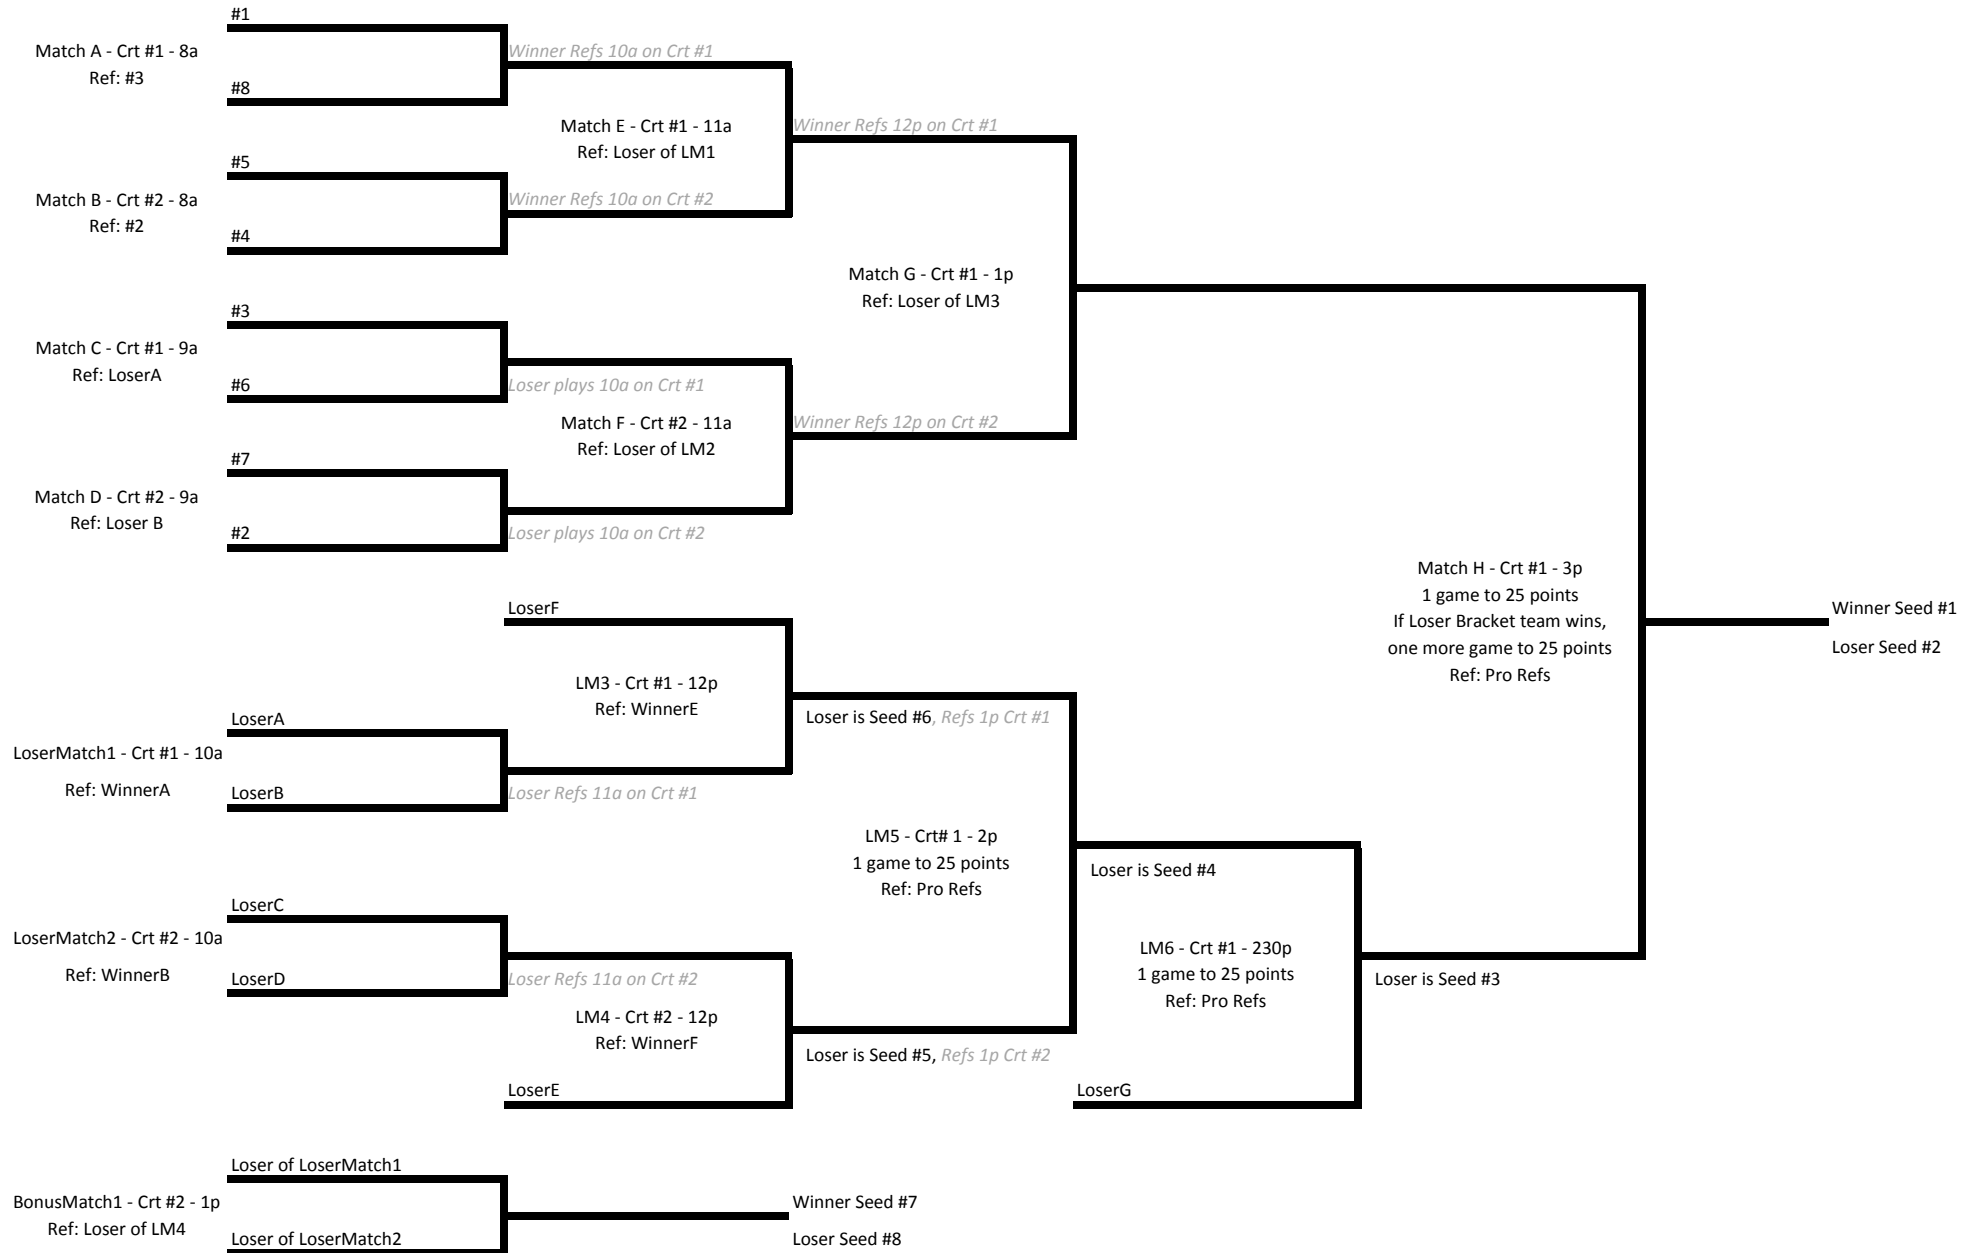 #1
Match A - Crt #1 - 8a
Ref: #3
#8
Winner Refs 10a on Crt #1
Match E - Crt #1 - 11a
Ref: Loser of LM1
Winner Refs 12p on Crt #1
#5
Match B - Crt #2 - 8a
Ref: #2
#4
Winner Refs 10a on Crt #2
Match G - Crt #1 - 1p
Ref: Loser of LM3
#3
Match C - Crt #1 - 9a
Ref: LoserA
#6
Loser plays 10a on Crt #1
Match F - Crt #2 - 11a
Ref: Loser of LM2
Winner Refs 12p on Crt #2
#7
Match D - Crt #2 - 9a
Ref: Loser B
#2
Loser plays 10a on Crt #2
Match H - Crt #1 - 3p
1 game to 25 points
If Loser Bracket team wins,
one more game to 25 points
Ref: Pro Refs
Winner Seed #1
Loser Seed #2
LoserF
LM3 - Crt #1 - 12p
Ref: WinnerE
Loser is Seed #6, Refs 1p Crt #1
LoserA
LoserMatch1 - Crt #1 - 10a
Ref: WinnerA
LoserB
Loser Refs 11a on Crt #1
LM5 - Crt# 1 - 2p
1 game to 25 points
Ref: Pro Refs
Loser is Seed #4
LoserC
LoserMatch2 - Crt #2 - 10a
Ref: WinnerB
LoserD
Loser Refs 11a on Crt #2
LM4 - Crt #2 - 12p
Ref: WinnerF
Loser is Seed #5, Refs 1p Crt #2
LM6 - Crt #1 - 230p
1 game to 25 points
Ref: Pro Refs
Loser is Seed #3
LoserE
LoserG
Loser of LoserMatch1
BonusMatch1 - Crt #2 - 1p
Ref: Loser of LM4
Loser of LoserMatch2
Winner Seed #7
Loser Seed #8